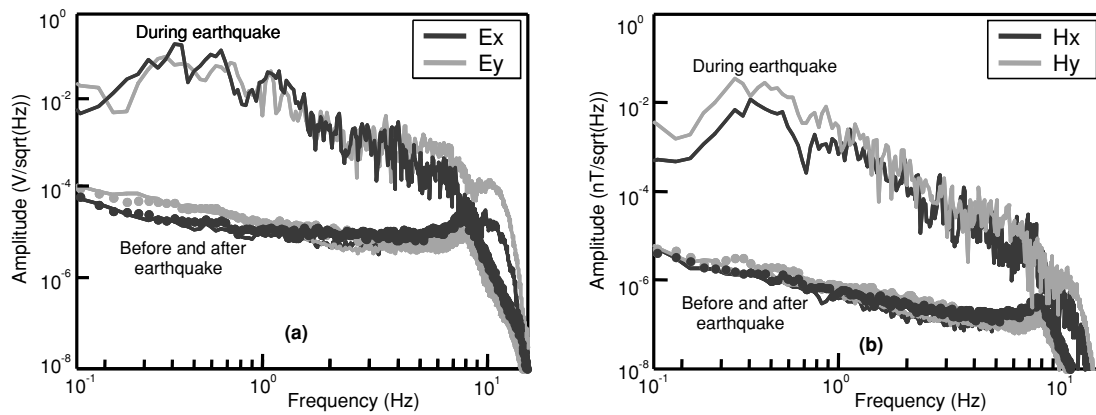 10^0
10^-2
10^-4
10^-6
10^-8
Amplitude (V/sqrt(Hz))
During earthquake
Ex
Ey
Before and after
earthquake
(a)
10^-1
10^0
10^1
Frequency (Hz)
10^0
10^-2
10^-4
10^-6
10^-8
Amplitude (nT/sqrt(Hz))
During earthquake
Hx
Hy
Before and after
earthquake
(b)
10^-1
10^0
10^1
Frequency (Hz)